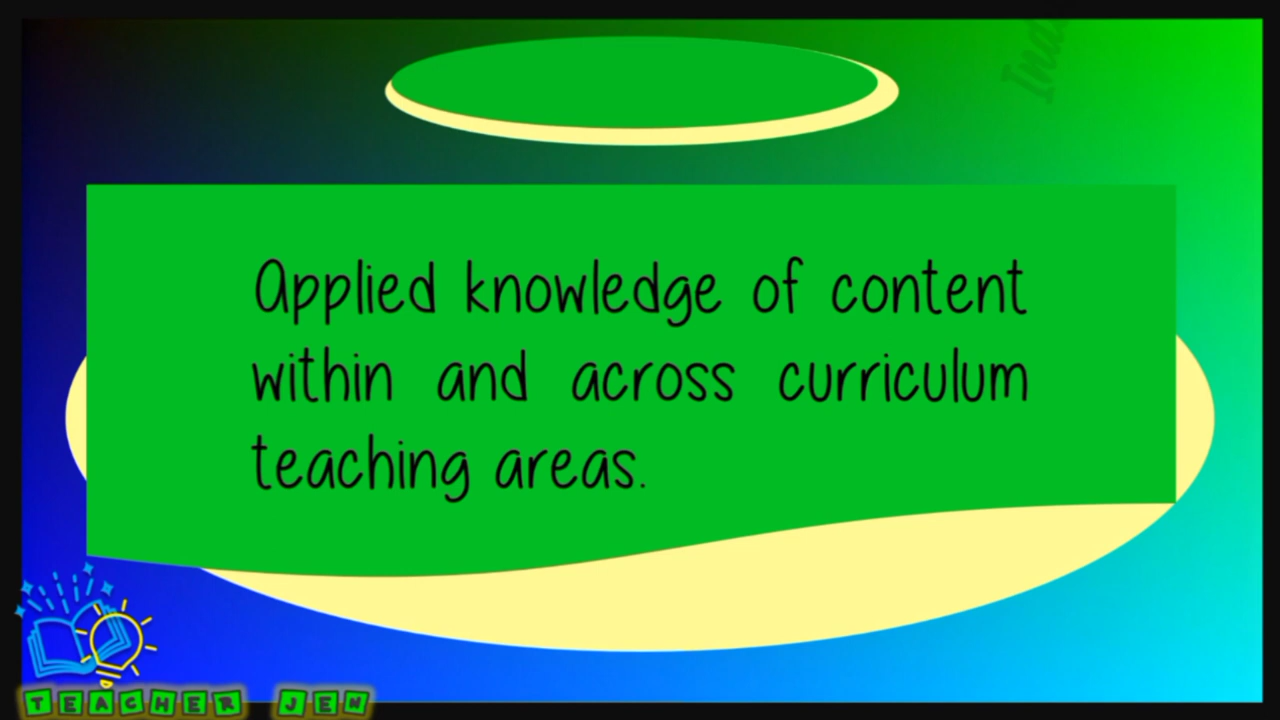 Applied knowledge of content
within and across curriculum
teaching areas.
TEACHER JEN